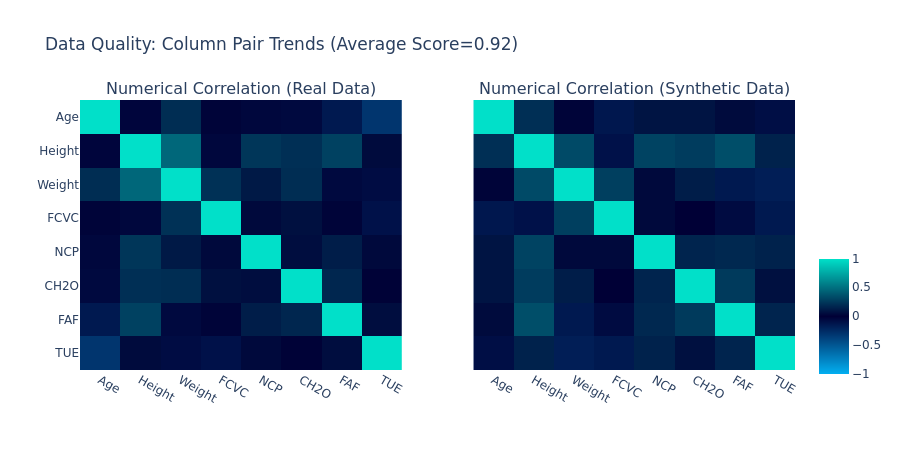 Data Quality: Column Pair Trends (Average Score=0.92)
Numerical Correlation (Real Data)
Numerical Correlation (Synthetic Data)
Age
Height
Weight
FCVC
NCP
CH2O
FAF
TUE
Age
Height
Weight
FCVC
NCP
CH2O
FAF
TUE
Age
Height
Weight
FCVC
NCP
CH2O
FAF
TUE
1
0.5
0
−0.5
−1